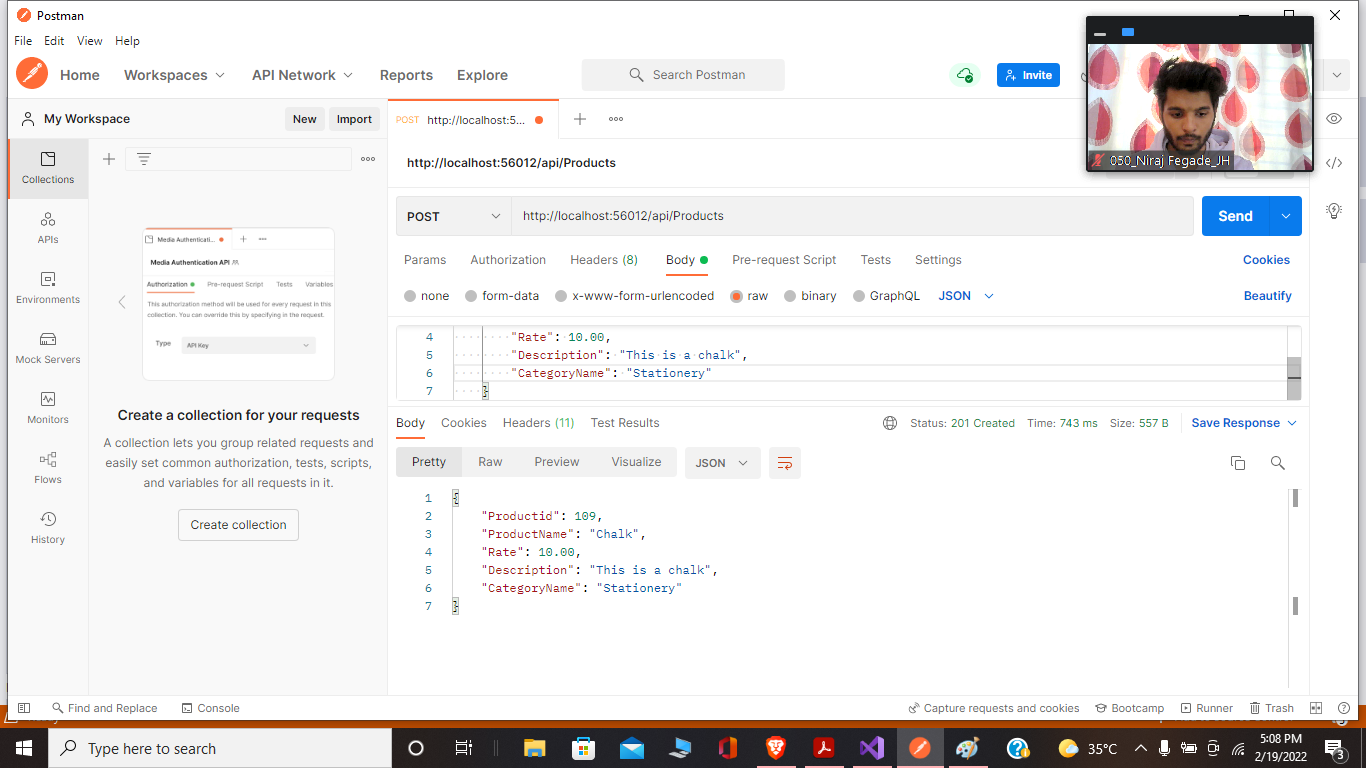 Postman
File Edit View Help
Home Workspaces API Network Reports Explore
Search Postman
Invite
My Workspace
New Import
POST http://localhost:5...
050_Niraj Fegade_JH
Collections
APIs
Environments
Mock Servers
Monitors
Flows
History
Media Authenticati...
Media Authentication API
Authorization Pre-request Script Tests Variables
This authorization method will be used for every request in this
collection. You can override this by specifying in the request.
Type API Key
Create a collection for your requests
A collection lets you group related requests and
easily set common authorization, tests, scripts,
and variables for all requests in it.
Create collection
http://localhost:56012/api/Products
POST http://localhost:56012/api/Products Send
Params Authorization Headers (8) Body Pre-request Script Tests Settings Cookies
none form-data x-www-form-urlencoded raw binary GraphQL JSON Beautify
4 "Rate": 10.00,
5 "Description": "This is a chalk",
6 "CategoryName": "Stationery"
7 }
Body Cookies Headers (11) Test Results Status: 201 Created Time: 743 ms Size: 557 B Save Response
Pretty Raw Preview Visualize JSON
1 {
2 "Productid": 109,
3 "ProductName": "Chalk",
4 "Rate": 10.00,
5 "Description": "This is a chalk",
6 "CategoryName": "Stationery"
7 }
Find and Replace Console Capture requests and cookies Bootcamp Runner Trash
Type here to search 35°C 5:08 PM
2/19/2022 3